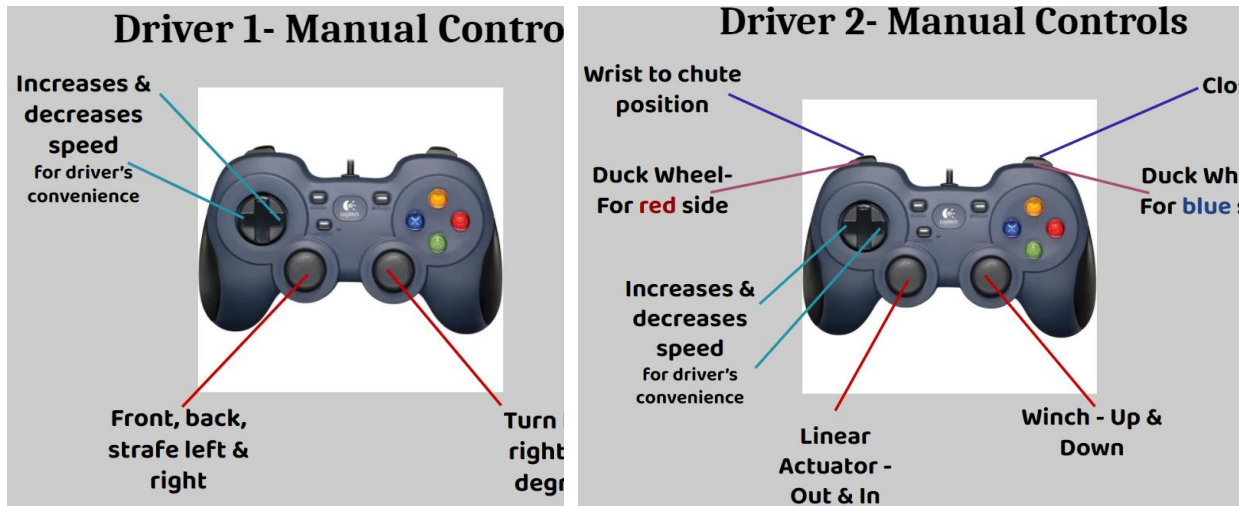 Driver 1- Manual Contro
Increases &
decreases
speed
for driver's
convenience
Front, back,
strafe left &
right
Turn
right
degr
Driver 2- Manual Controls
Wrist to chute
position
Clo
Duck Wheel-
For red side
Duck Wh
For blue s
Increases &
decreases
speed
for driver's
convenience
Linear
Actuator -
Out & In
Winch - Up &
Down